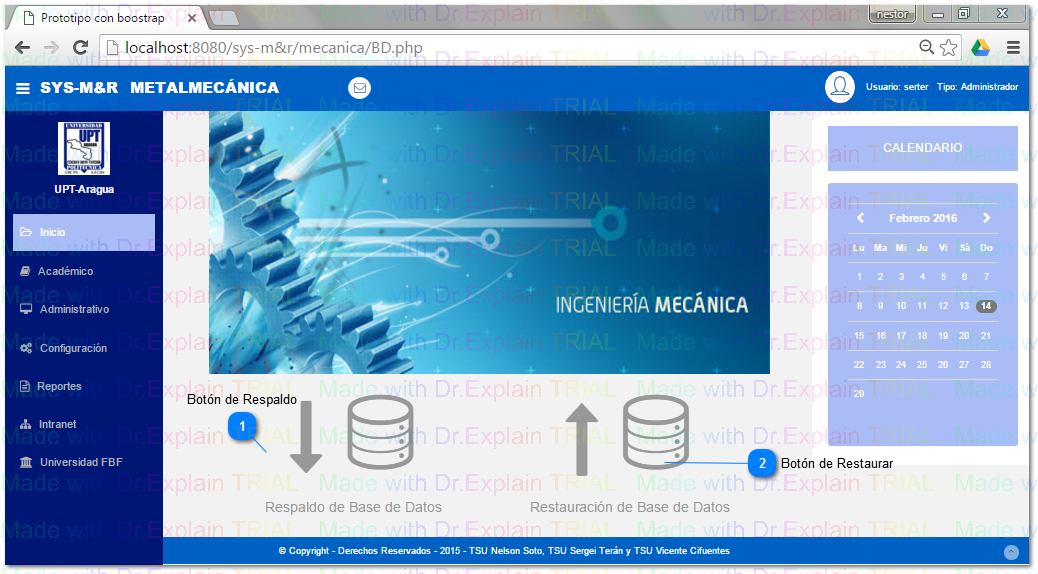 Prototipo con boostrap
nestor
localhost:8080/sys-m&r/mecanica/BD.php
SYS-M&R METALMECÁNICA
Usuario: serter Tipo: Administrador
UNIVERSIDAD
UPT
ARAGUA
POLITECNICA
UPT-Aragua
Inicio
Académico
Administrativo
Configuración
Reportes
Intranet
Universidad FBF
INGENIERÍA MECÁNICA
CALENDARIO
Febrero 2016
Lu Ma Mi Ju Vi Sá Do
1 2 3 4 5 6 7
8 9 10 11 12 13 14
15 16 17 18 19 20 21
22 23 24 25 26 27 28
29
Botón de Respaldo
1
2
Botón de Restaurar
Respaldo de Base de Datos
Restauración de Base de Datos
© Copyright - Derechos Reservados - 2015 - TSU Nelson Soto, TSU Sergei Terán y TSU Vicente Cifuentes
Made with Dr.Explain TRIAL